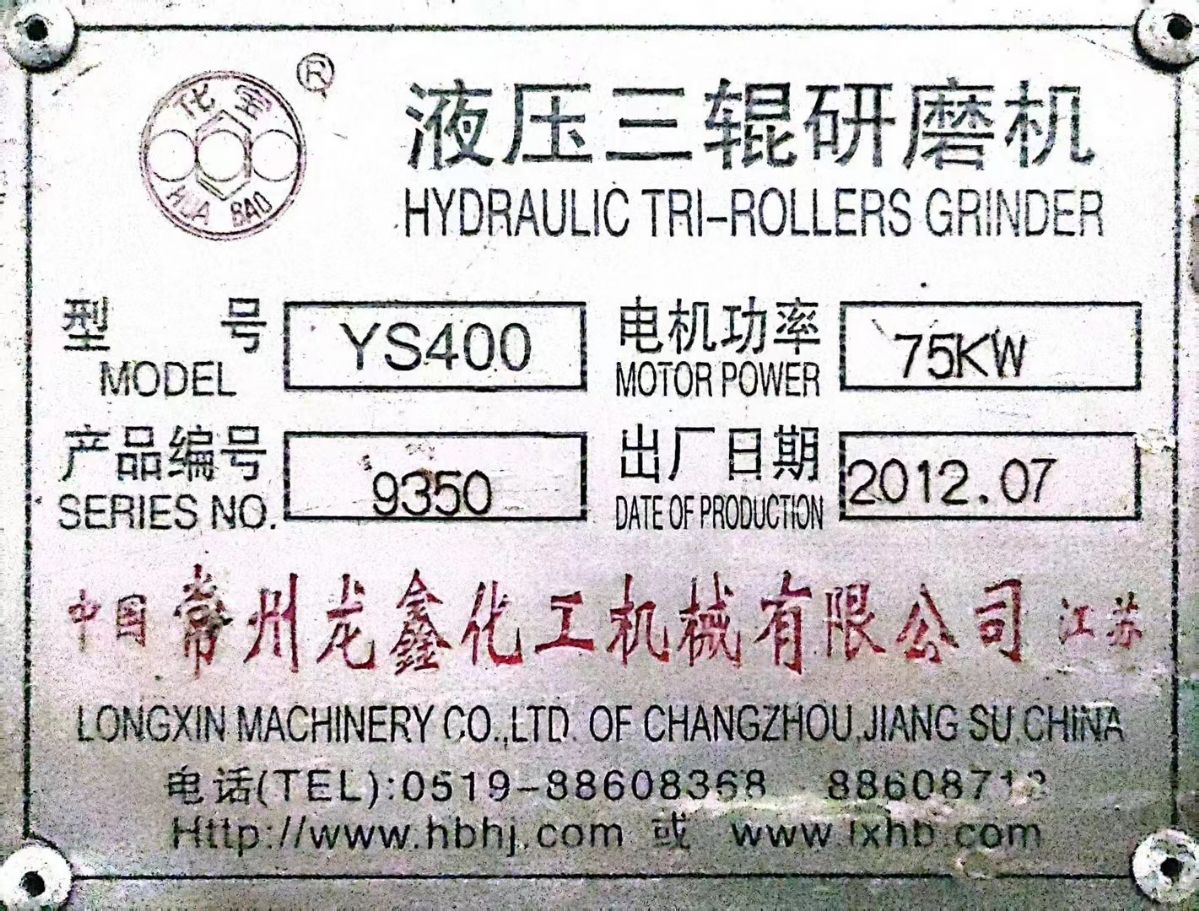 化宝
HUA BAO
®
液压三辊研磨机
HYDRAULIC TRI-ROLLERS GRINDER
型号 YS400 电机功率 75KW
MODEL MOTOR POWER
产品编号 9350 出厂日期 2012.07
SERIES NO. DATE OF PRODUCTION
中国 常州龙鑫化工机械有限公司 江苏
LONGXIN MACHINERY CO.,LTD. OF CHANGZHOU,JIANG SU,CHINA
电话(TEL):0519-88608368
Http://www.hbhj.com 或 www.lxhb.com